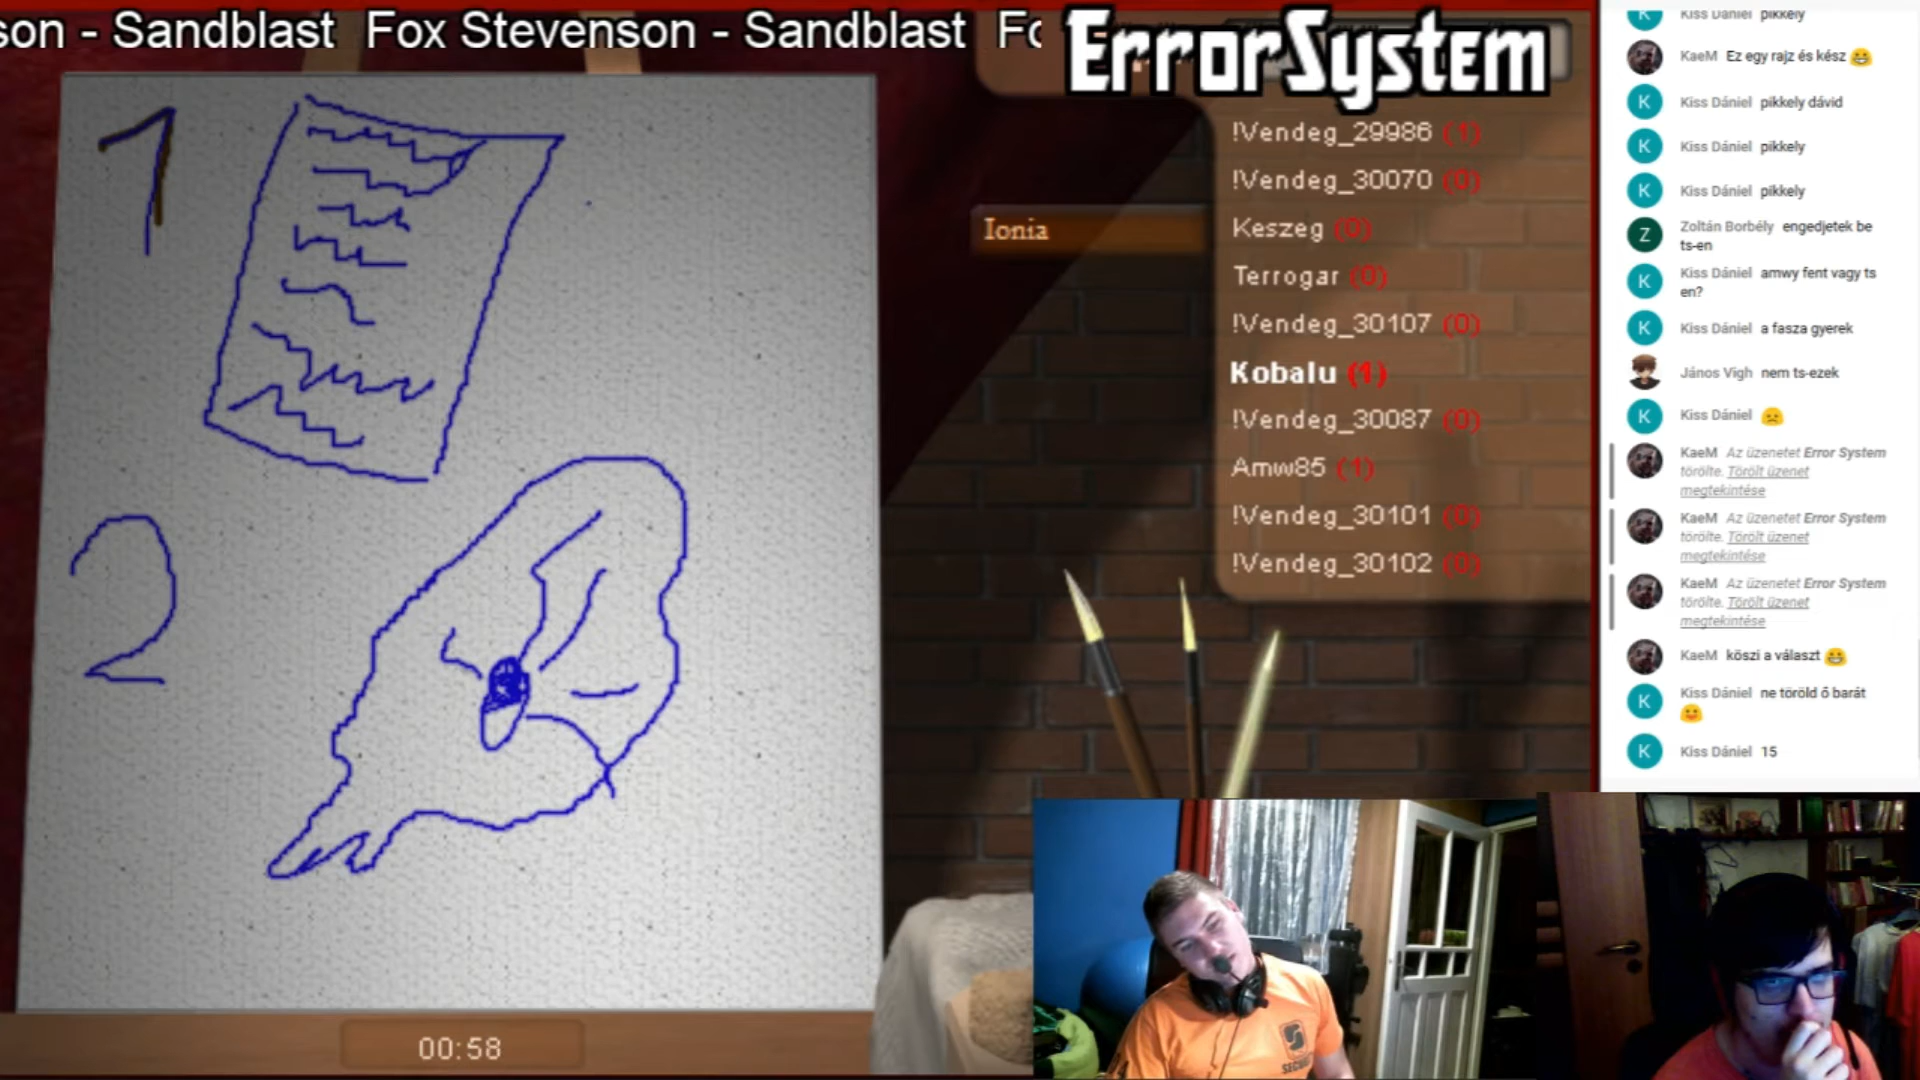 son - Sandblast Fox Stevenson - Sandblast Fo
ErrorSystem
1
2
00:58
Ionia
!Vendeg_29986 (1)
!Vendeg_30070 (0)
Keszeg (0)
Terrogar (0)
!Vendeg_30107 (0)
Kobalu (1)
!Vendeg_30087 (0)
Amw85 (1)
!Vendeg_30101 (0)
!Vendeg_30102 (0)
Kiss Dániel pikkely
KaeM Ez egy rajz és kész
Kiss Dániel pikkely dávid
Kiss Dániel pikkely
Kiss Dániel pikkely
Zoltán Borbély engedjetek be
ts-en
Kiss Dániel amwy fent vagy ts
en?
Kiss Dániel a fasza gyerek
János Vigh nem ts-ezek
Kiss Dániel
KaeM Az üzenetet Error System
törölte. Törölt üzenet
megtekintése
KaeM Az üzenetet Error System
törölte. Törölt üzenet
megtekintése
KaeM Az üzenetet Error System
törölte. Törölt üzenet
megtekintése
KaeM köszi a választ
Kiss Dániel ne töröld ő barát
Kiss Dániel 15